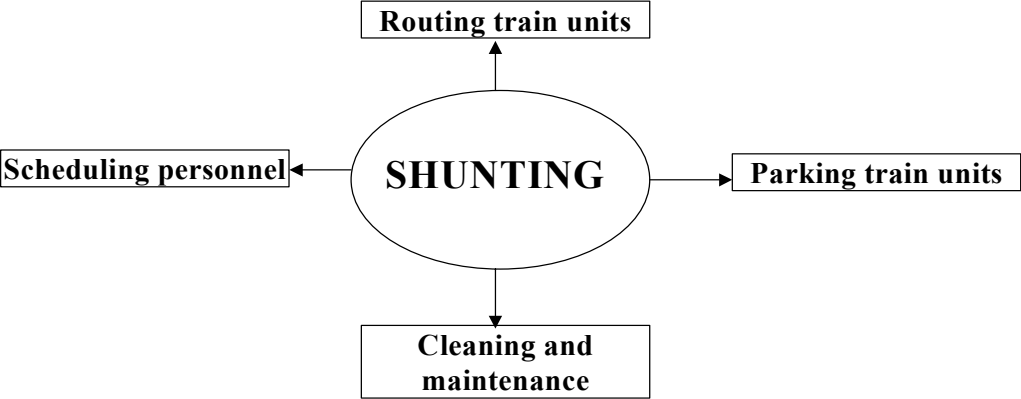 Routing train units
Scheduling personnel
SHUNTING
Parking train units
Cleaning and
maintenance